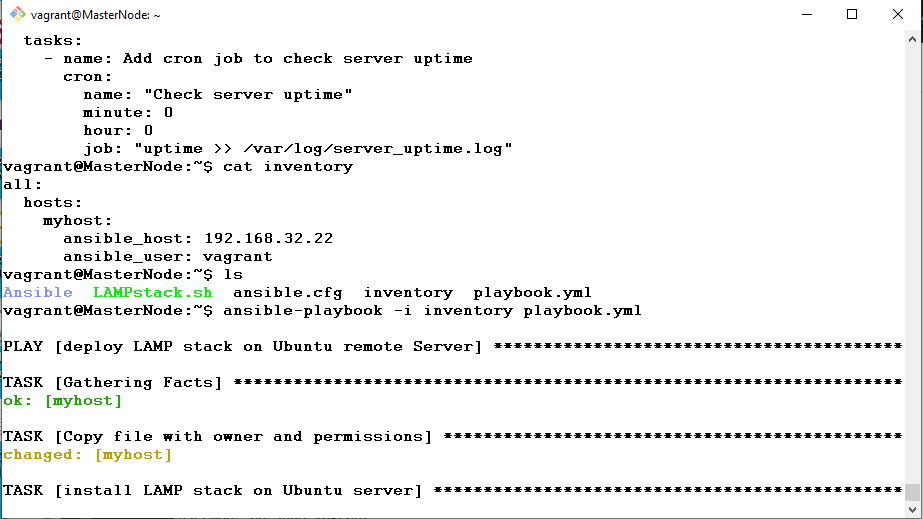 vagrant@MasterNode: ~
  tasks:
    - name: Add cron job to check server uptime
      cron:
        name: "Check server uptime"
        minute: 0
        hour: 0
        job: "uptime >> /var/log/server_uptime.log"
vagrant@MasterNode:~$ cat inventory
all:
  hosts:
    myhost:
      ansible_host: 192.168.32.22
      ansible_user: vagrant
vagrant@MasterNode:~$ ls
Ansible  LAMPstack.sh  ansible.cfg  inventory  playbook.yml
vagrant@MasterNode:~$ ansible-playbook -i inventory playbook.yml

PLAY [deploy LAMP stack on Ubuntu remote Server] *****************************************

TASK [Gathering Facts] *******************************************************************
ok: [myhost]

TASK [Copy file with owner and permissions] **********************************************
changed: [myhost]

TASK [install LAMP stack on Ubuntu server] ***********************************************